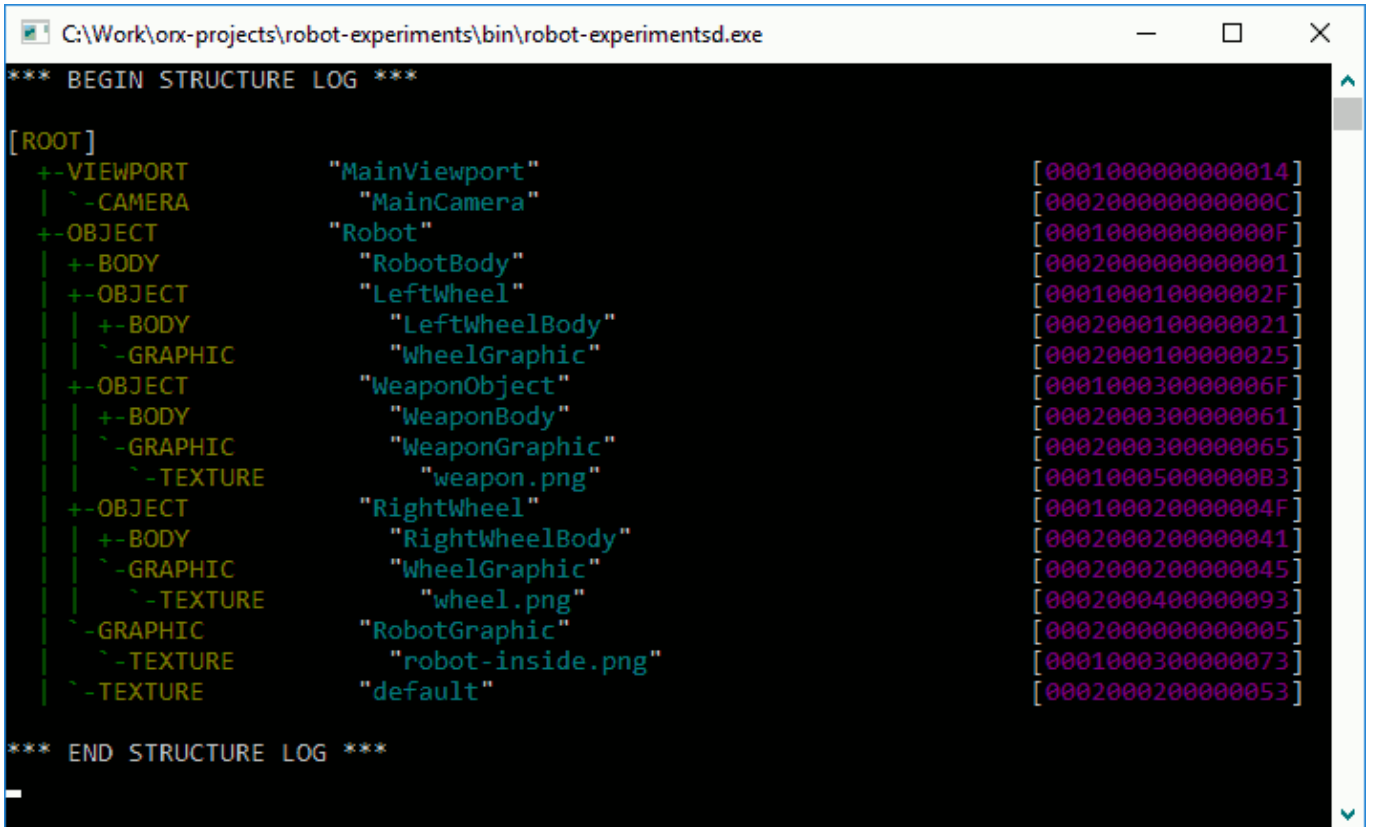 C:\Work\orx-projects\robot-experiments\bin\robot-experimentsd.exe
*** BEGIN STRUCTURE LOG ***
[ROOT]
  +-VIEWPORT         "MainViewport"                                 [0001000000000014]
  | `-CAMERA           "MainCamera"                                 [000200000000000C]
  +-OBJECT           "Robot"                                        [000100000000000F]
  | +-BODY             "RobotBody"                                  [0002000000000001]
  | +-OBJECT           "LeftWheel"                                  [000100010000002F]
  | | +-BODY             "LeftWheelBody"                            [0002000100000021]
  | | `-GRAPHIC          "WheelGraphic"                             [0002000100000025]
  | +-OBJECT           "WeaponObject"                               [000100030000006F]
  | | +-BODY             "WeaponBody"                               [0002000300000061]
  | | `-GRAPHIC          "WeaponGraphic"                            [0002000300000065]
  | |   `-TEXTURE          "weapon.png"                             [00010005000000B3]
  | +-OBJECT           "RightWheel"                                 [000100020000004F]
  | | +-BODY             "RightWheelBody"                           [0002000200000041]
  | | `-GRAPHIC          "WheelGraphic"                             [0002000200000045]
  | |   `-TEXTURE          "wheel.png"                              [0002000400000093]
  | `-GRAPHIC          "RobotGraphic"                               [0002000000000005]
  |   `-TEXTURE          "robot-inside.png"                         [0001000300000073]
  | `-TEXTURE          "default"                                    [0002000200000053]
*** END STRUCTURE LOG ***